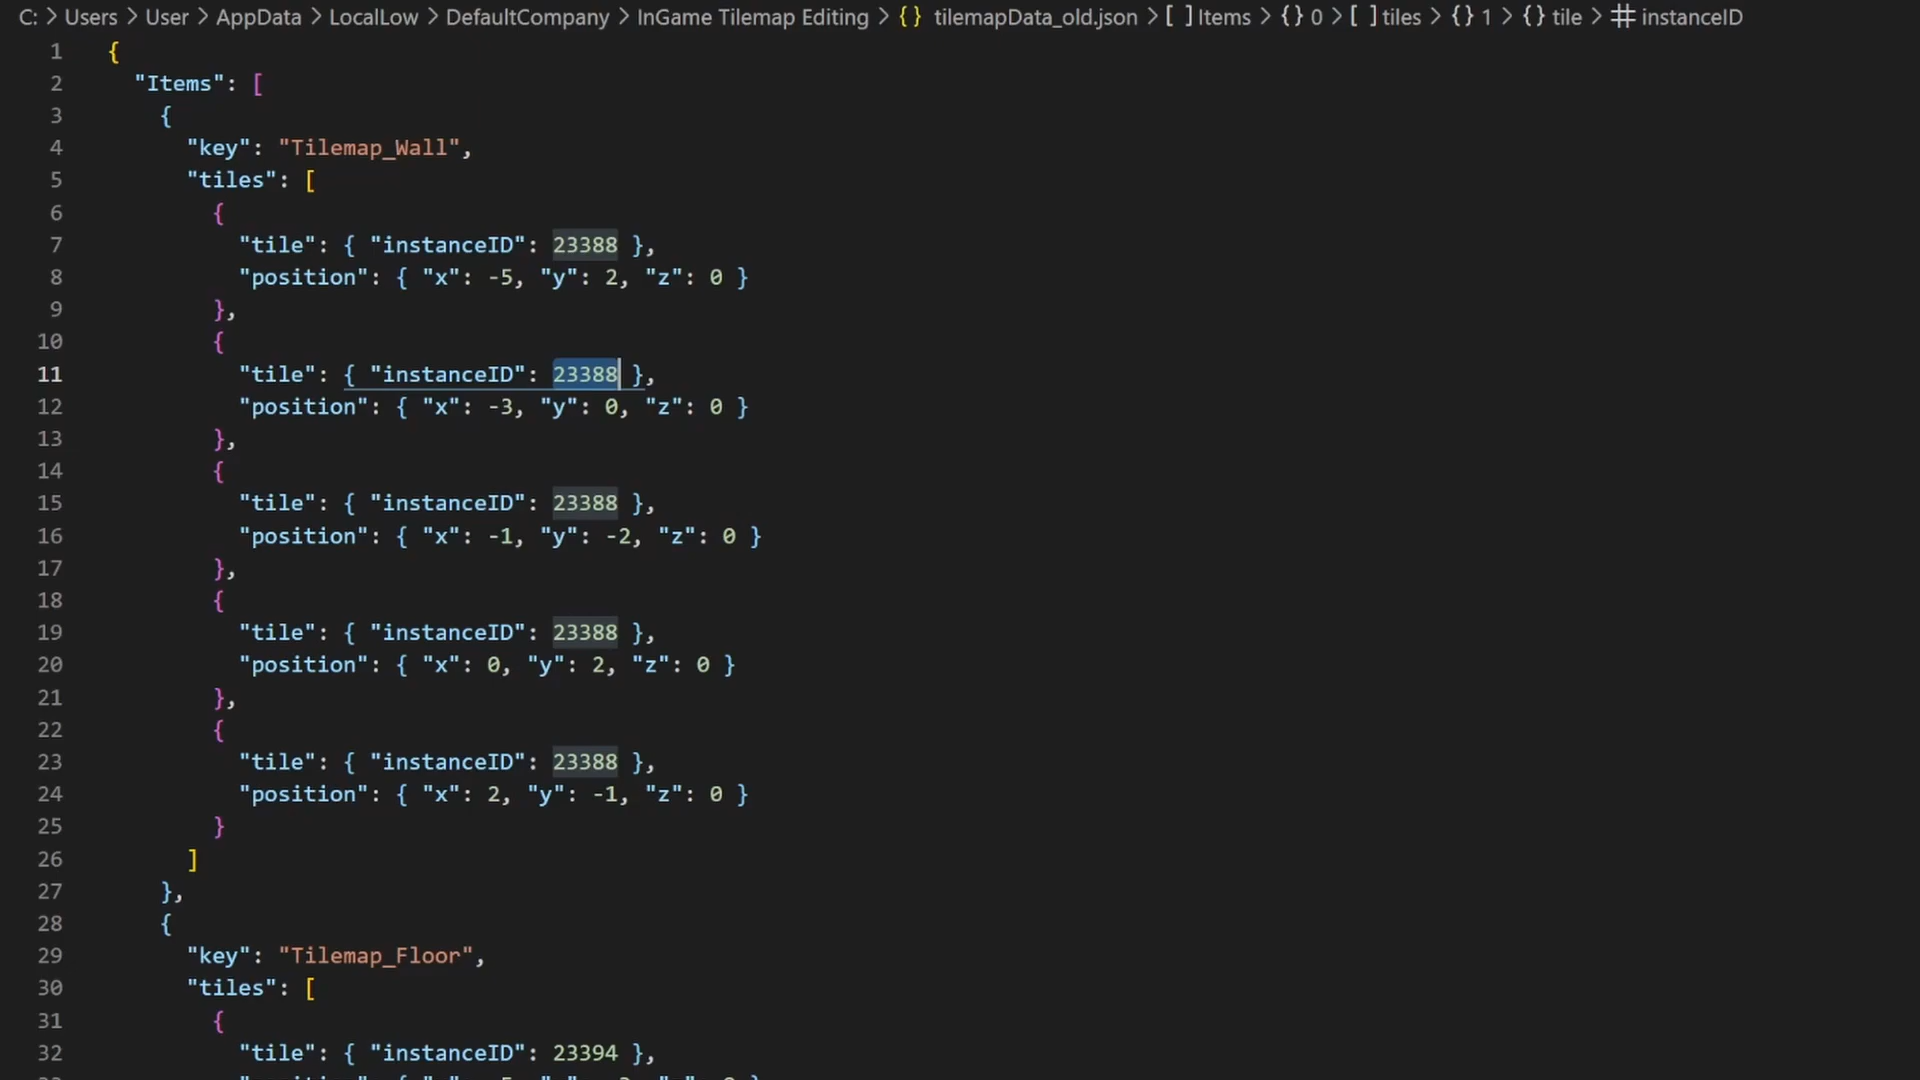 C: > Users > User > AppData > LocalLow > DefaultCompany > InGame Tilemap Editing > {} tilemapData_old.json > [ ]Items > {} 0 > [ ]tiles > {} 1 > {} tile > # instanceID
1 {
2 "Items": [
3 {
4 "key": "Tilemap_Wall",
5 "tiles": [
6 {
7 "tile": { "instanceID": 23388 },
8 "position": { "x": -5, "y": 2, "z": 0 }
9 },
10 {
11 "tile": { "instanceID": 23388 },
12 "position": { "x": -3, "y": 0, "z": 0 }
13 },
14 {
15 "tile": { "instanceID": 23388 },
16 "position": { "x": -1, "y": -2, "z": 0 }
17 },
18 {
19 "tile": { "instanceID": 23388 },
20 "position": { "x": 0, "y": 2, "z": 0 }
21 },
22 {
23 "tile": { "instanceID": 23388 },
24 "position": { "x": 2, "y": -1, "z": 0 }
25 }
26 ]
27 },
28 {
29 "key": "Tilemap_Floor",
30 "tiles": [
31 {
32 "tile": { "instanceID": 23394 },